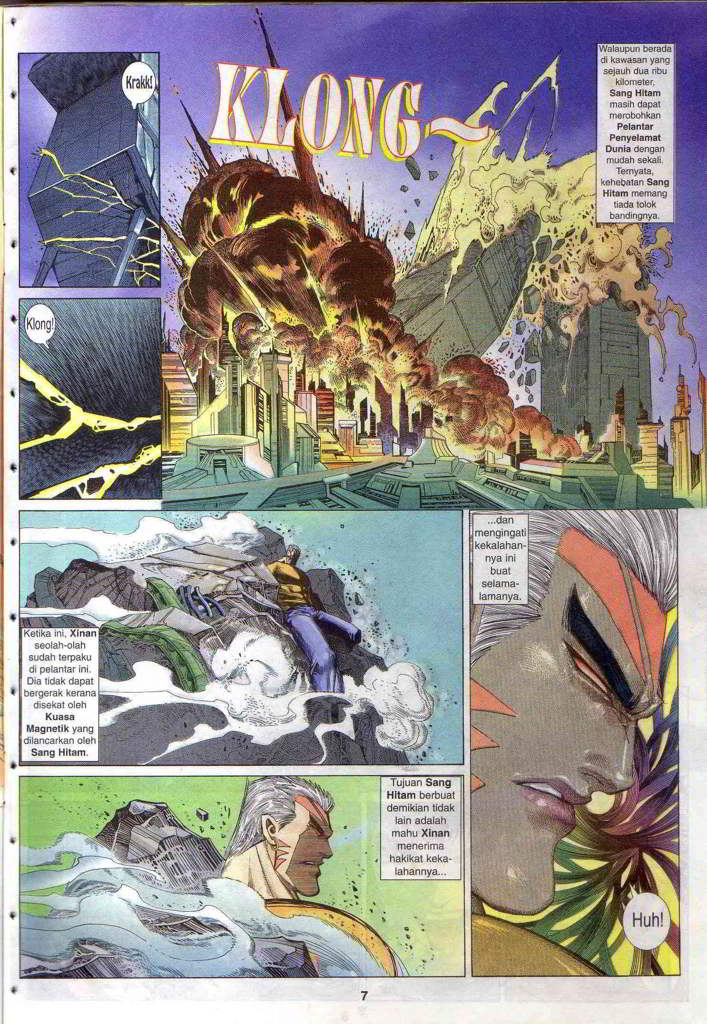 Krakk!
KLONG~
Walaupun berada
di kawasan yang
sejauh dua ribu
kilometer,
Sang Hitam
masih dapat
merobohkan
Pelantar
Penyelamat
Dunia dengan
mudah sekali.
Ternyata,
kehebatan Sang
Hitam memang
tiada tolok
bandingnya.
Klong!
Ketika ini, Xinan
seolah-olah
sudah terpaku
di pelantar ini.
Dia tidak dapat
bergerak kerana
disekat oleh
Kuasa
Magnetik yang
dilancarkan oleh
Sang Hitam.
Tujuan Sang
Hitam berbuat
demikian tidak
lain adalah
mahu Xinan
menerima
hakikat keka-
lahannya...
...dan
mengingati
kekalahan-
nya ini
buat
selama-
lamanya.
Huh!
7